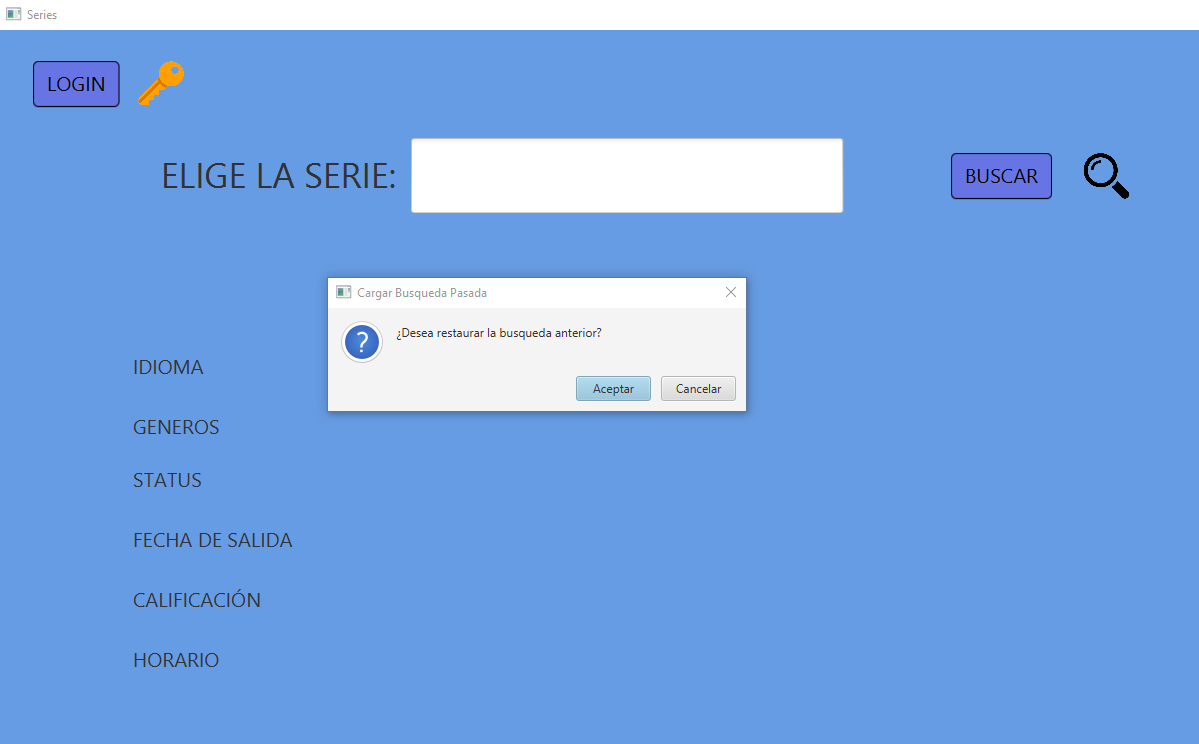 Series
LOGIN
ELIGE LA SERIE:
BUSCAR
Cargar Busqueda Pasada
?
¿Desea restaurar la busqueda anterior?
Aceptar Cancelar
IDIOMA
GENEROS
STATUS
FECHA DE SALIDA
CALIFICACIÓN
HORARIO